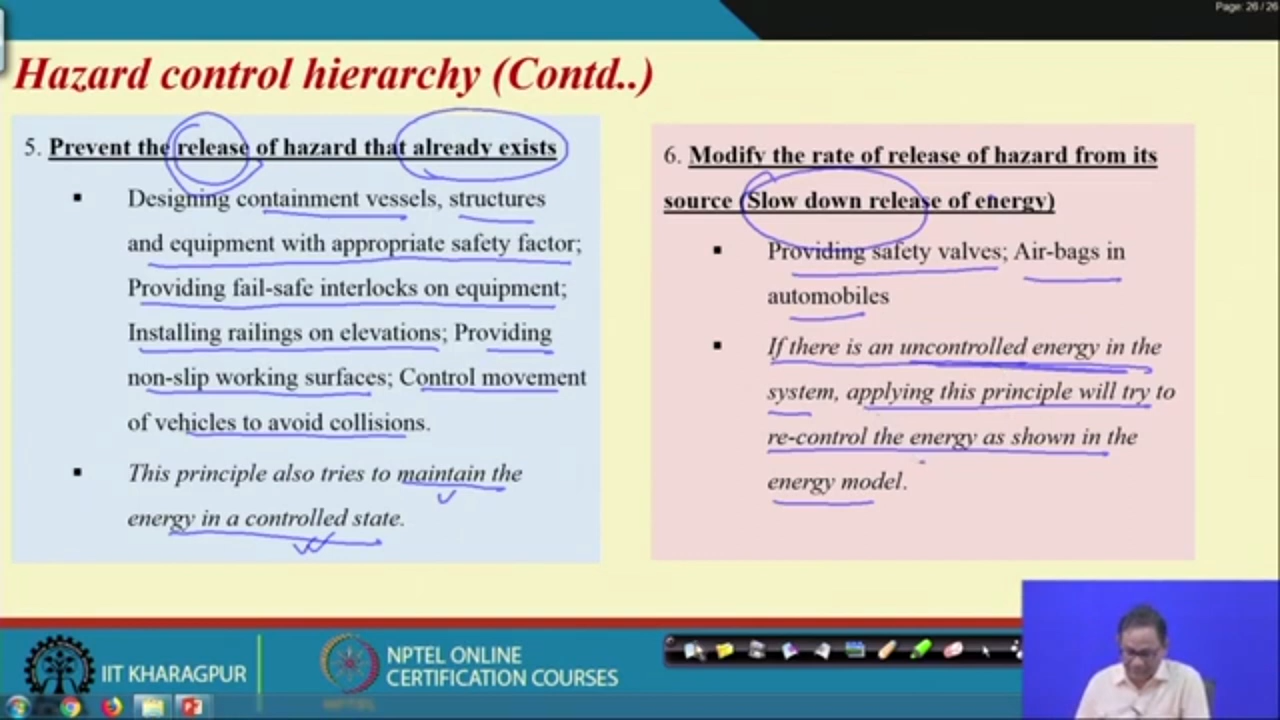 Page: 26 / 26
Hazard control hierarchy (Contd..)
5. Prevent the release of hazard that already exists
▪ Designing containment vessels, structures
and equipment with appropriate safety factor;
Providing fail-safe interlocks on equipment;
Installing railings on elevations; Providing
non-slip working surfaces; Control movement
of vehicles to avoid collisions.
▪ This principle also tries to maintain the
energy in a controlled state.
6. Modify the rate of release of hazard from its
source (Slow down release of energy)
▪ Providing safety valves; Air-bags in
automobiles
▪ If there is an uncontrolled energy in the
system, applying this principle will try to
re-control the energy as shown in the
energy model.
IIT KHARAGPUR
NPTEL ONLINE
CERTIFICATION COURSES
NPTEL